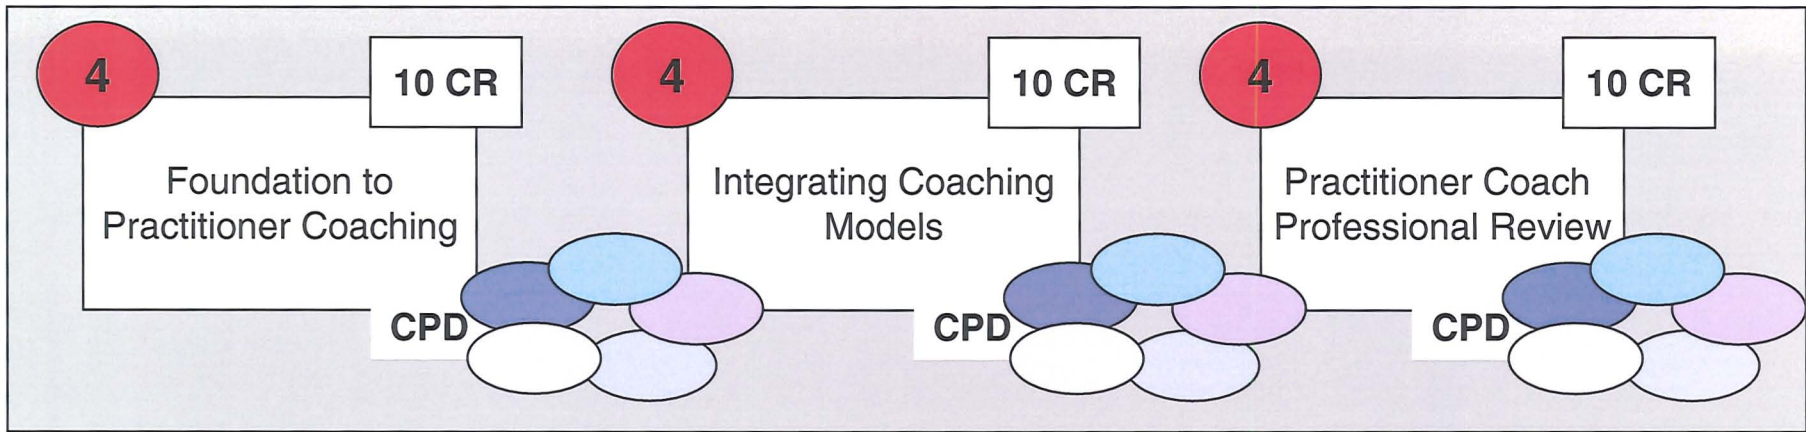 4
10 CR
Foundation to
Practitioner Coaching
CPD
4
10 CR
Integrating Coaching
Models
CPD
4
10 CR
Practitioner Coach
Professional Review
CPD